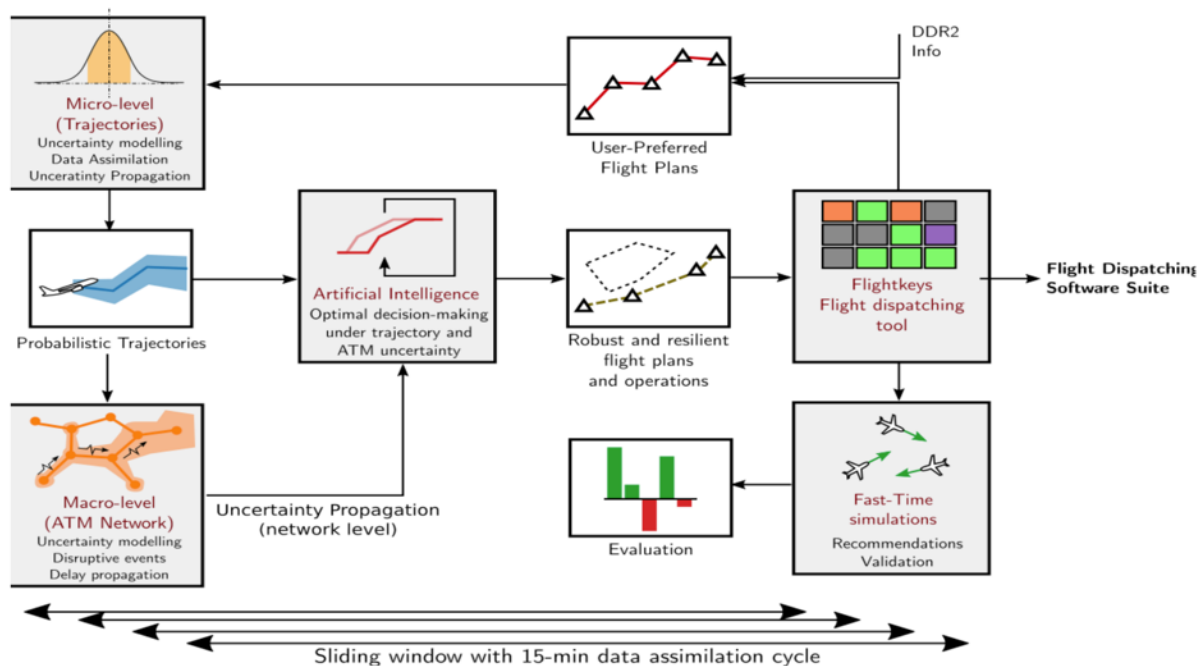 DDR2
Info
Micro-level
(Trajectories)
Uncertainty modelling
Data Assimilation
Unceratinty Propagation
User-Preferred
Flight Plans
Probabilistic Trajectories
Artificial Intelligence
Optimal decision-making
under trajectory and
ATM uncertainty
Robust and resilient
flight plans
and operations
Flightkeys
Flight dispatching
tool
Flight Dispatching
Software Suite
Macro-level
(ATM Network)
Uncertainty modelling
Disruptive events
Delay propagation
Uncertainty Propagation
(network level)
Evaluation
Fast-Time
simulations
Recommendations
Validation
Sliding window with 15-min data assimilation cycle